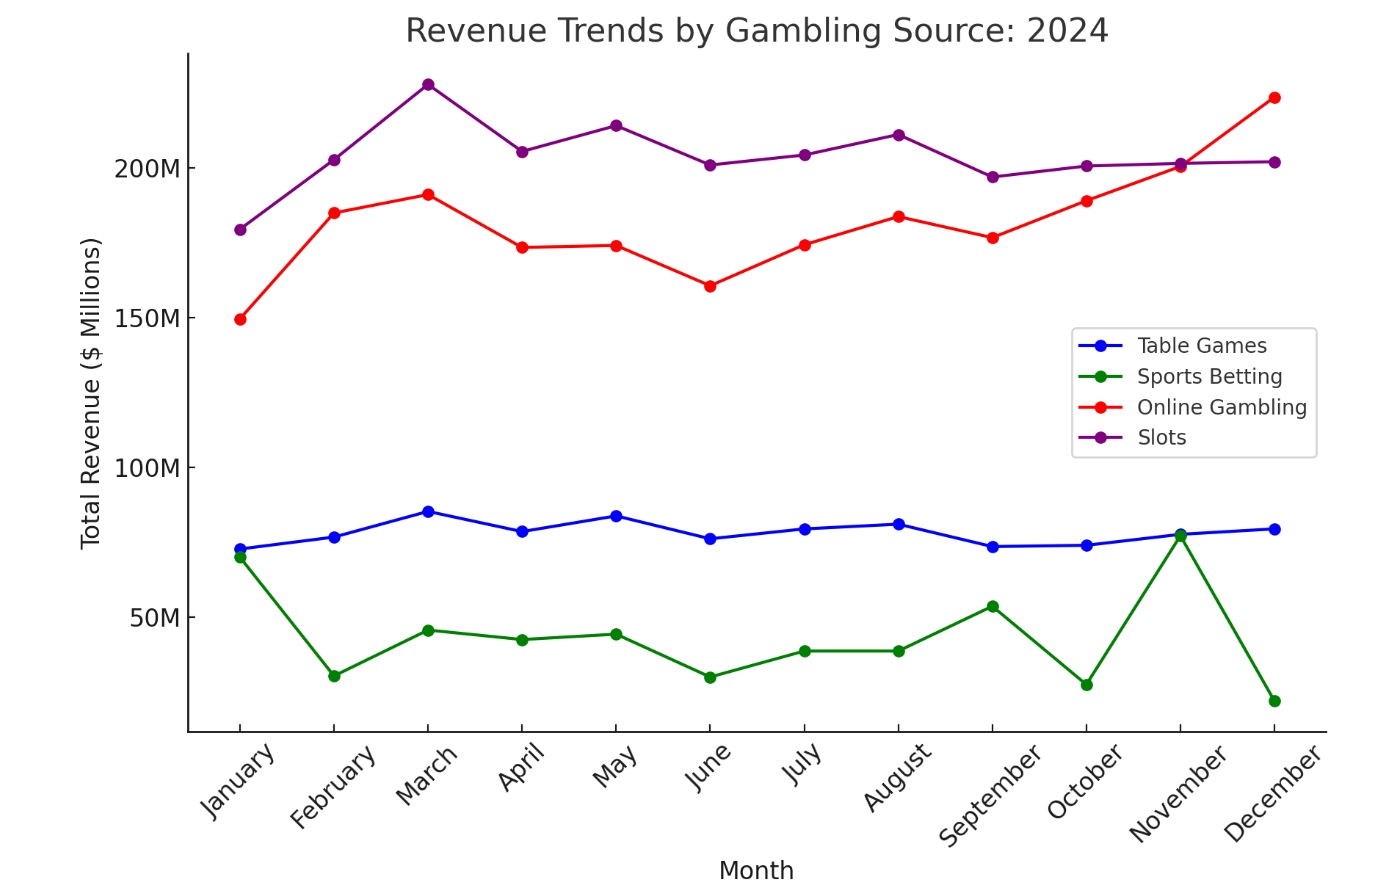 Revenue Trends by Gambling Source: 2024
Total Revenue ($ Millions)
200M
150M
100M
50M
Table Games
Sports Betting
Online Gambling
Slots
January
February
March
April
May
June
July
August
September
October
November
December
Month